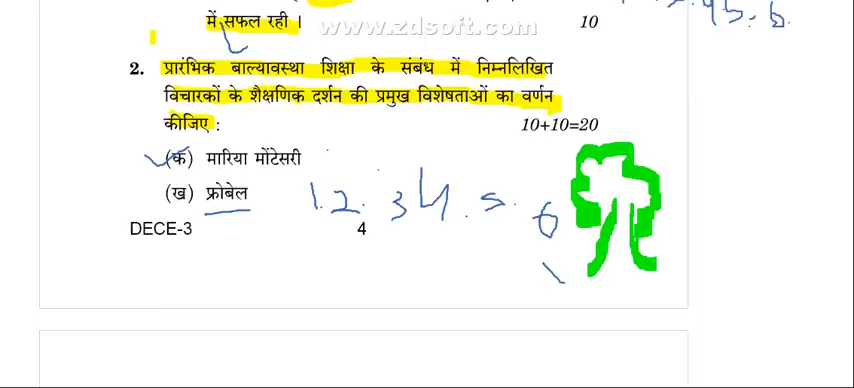 में सफल रही । 10
www.zdsoft.com
2. प्रारंभिक बाल्यावस्था शिक्षा के संबंध में निम्नलिखित
विचारकों के शैक्षणिक दर्शन की प्रमुख विशेषताओं का वर्णन
कीजिए : 10+10=20
(क) मारिया मोंटेसरी
(ख) फ्रोबेल
1. 2. 3 4. 5. 6
DECE-3 4